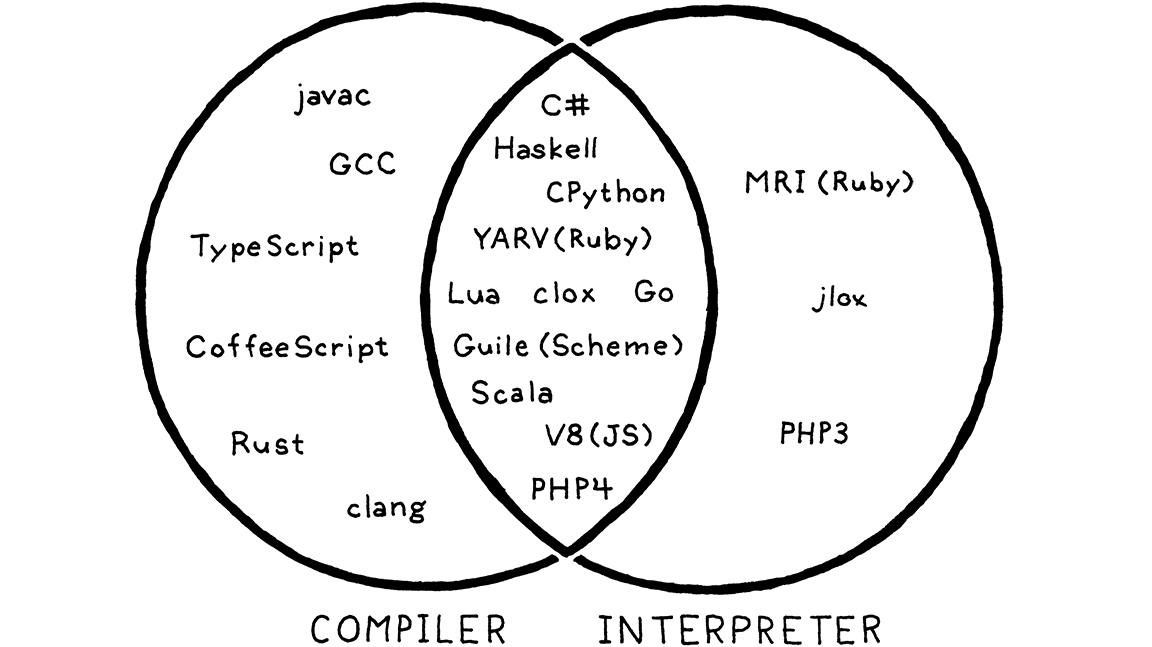 javac
GCC
TypeScript
CoffeeScript
Rust
clang
C#
Haskell
CPython
YARV (Ruby)
Lua clox Go
Guile (Scheme)
Scala
V8 (JS)
PHP4
MRI (Ruby)
jlox
PHP3
COMPILER
INTERPRETER